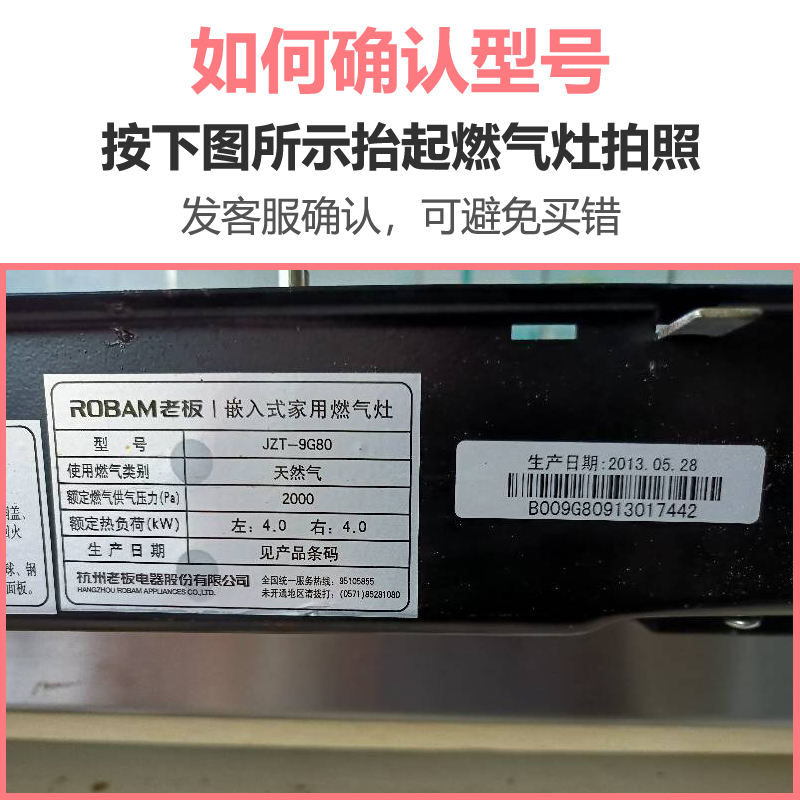 如何确认型号
按下图所示抬起燃气灶拍照
发客服确认，可避免买错
ROBAM老板 | 嵌入式家用燃气灶
型 号 JZT-9G80
使用燃气类别 天然气
额定燃气供气压力(Pa) 2000
额定热负荷(kW) 左: 4.0 右: 4.0
生产日期 见产品条码
杭州老板电器股份有限公司
HANGZHOU ROBAM APPLIANCES CO.,LTD.
全国统一服务热线: 95105855
未开通地区请拨打: (0571)85281080
生产日期:2013.05.28
B009G80913017442
盖、
火
球、钢
面板。